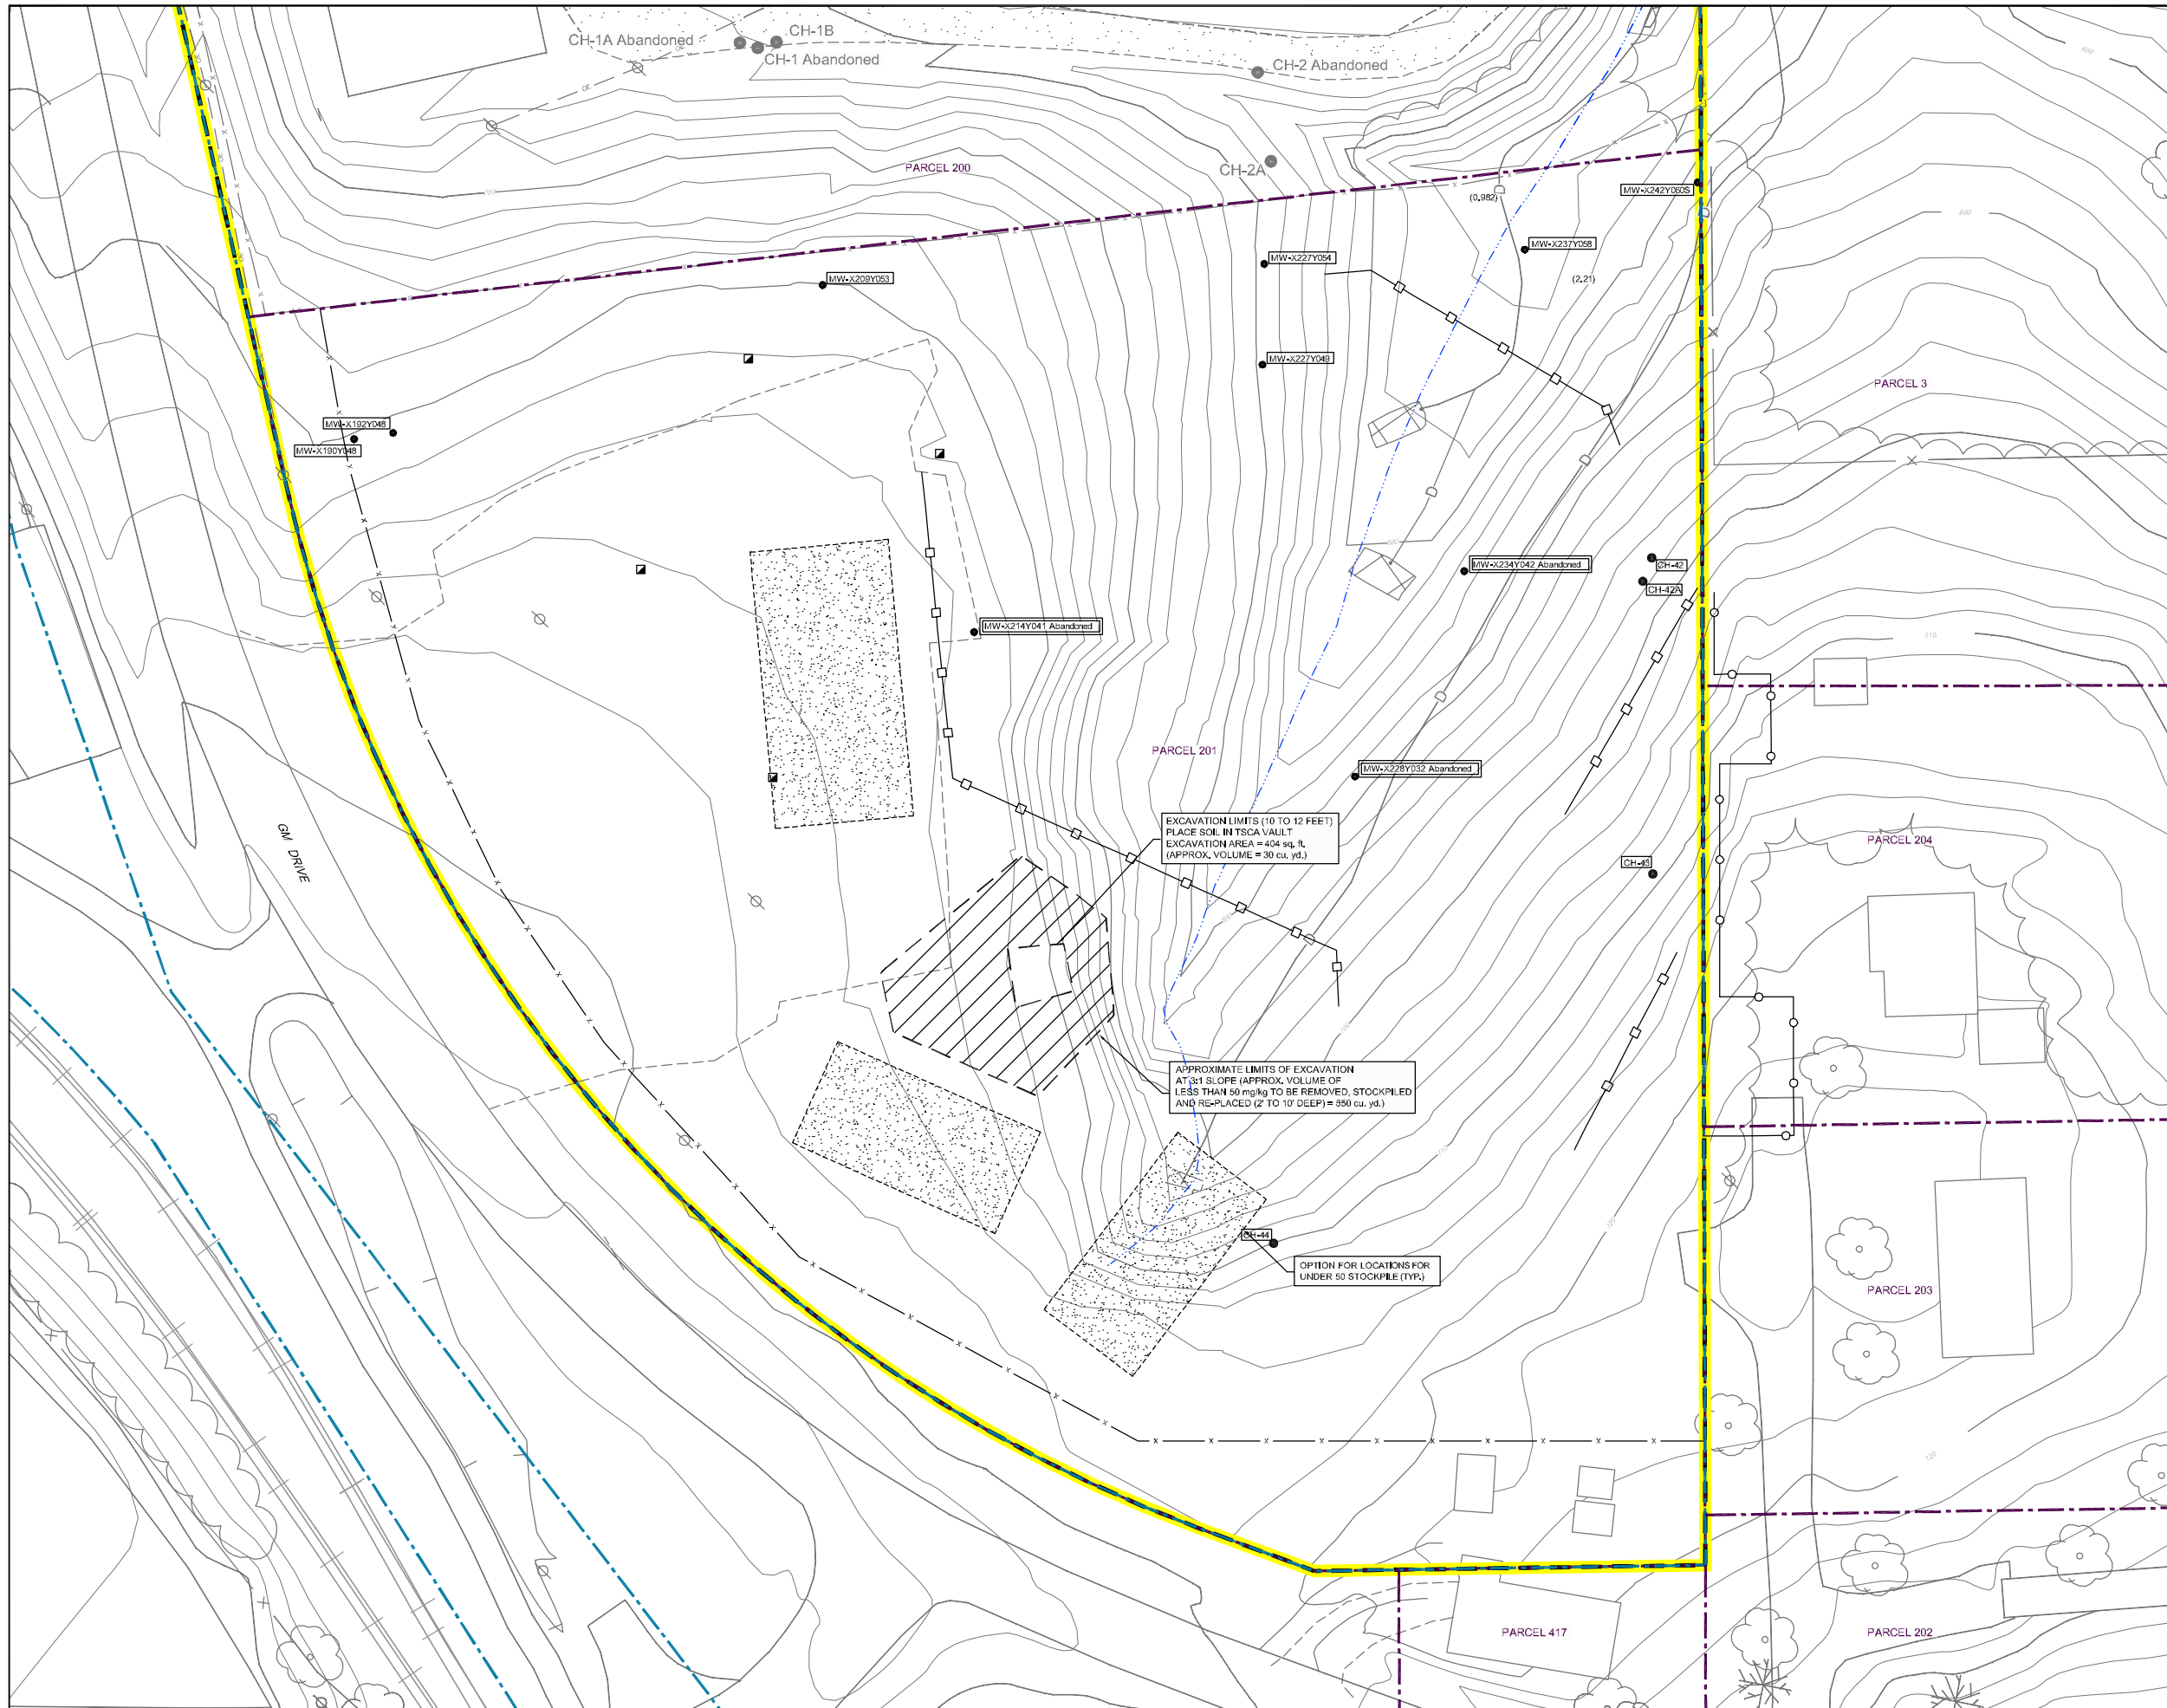 CH-1A Abandoned
CH-1B
CH-1 Abandoned
CH-2 Abandoned
OE
OE
PARCEL 200
CH-2A
MW-X242Y060S
(0.982)
690
MW-X237Y058
MW-X227Y054
MW-X209Y053
(2.21)
MW-X227Y049
PARCEL 3
MW-X192Y048
MW-X190Y048
MW-X234Y042 Abandoned
CH-42
CH-42A
MW-X214Y041 Abandoned
710
PARCEL 201
MW-X228Y032 Abandoned
EXCAVATION LIMITS (10 TO 12 FEET)
PLACE SOIL IN TSCA VAULT
EXCAVATION AREA = 404 sq. ft.
(APPROX. VOLUME = 30 cu. yd.)
GM DRIVE
PARCEL 204
CH-43
APPROXIMATE LIMITS OF EXCAVATION
AT 3:1 SLOPE (APPROX. VOLUME OF
LESS THAN 50 mg/kg TO BE REMOVED, STOCKPILED
AND RE-PLACED (2' TO 10' DEEP) = 850 cu. yd.)
CH-44
OPTION FOR LOCATIONS FOR
UNDER 50 STOCKPILE (TYP.)
PARCEL 203
720
PARCEL 417
PARCEL 202